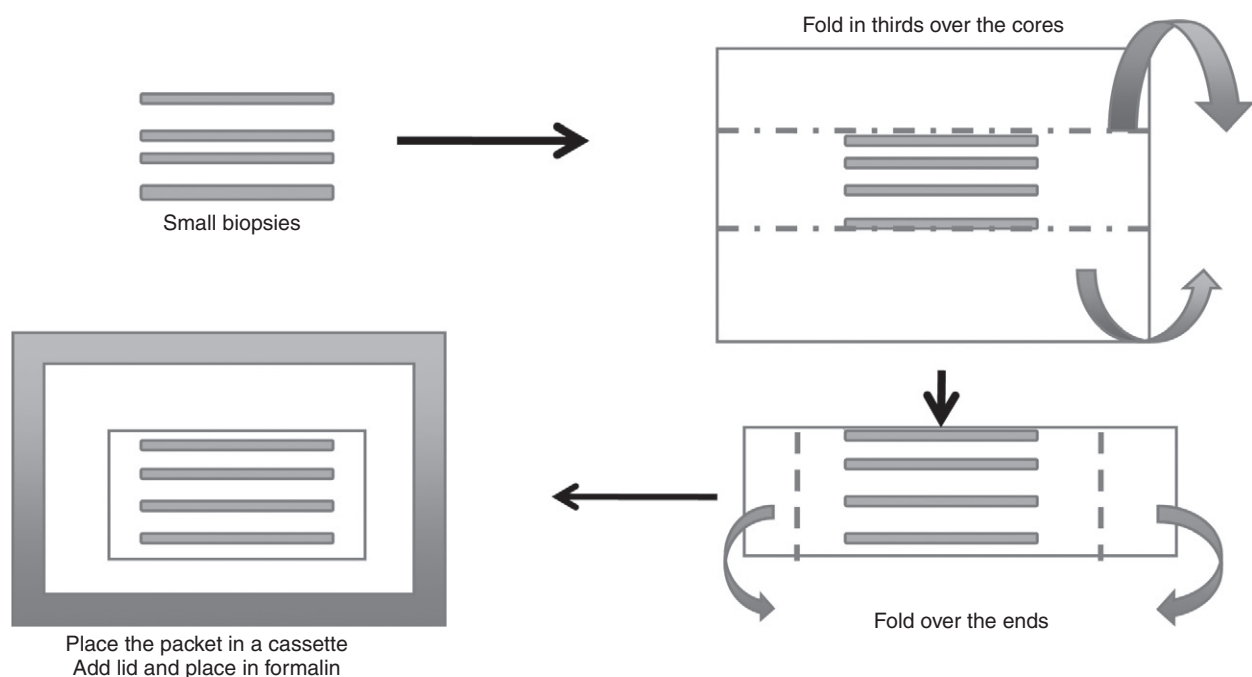 Small biopsies
Fold in thirds over the cores
Fold over the ends
Place the packet in a cassette
Add lid and place in formalin